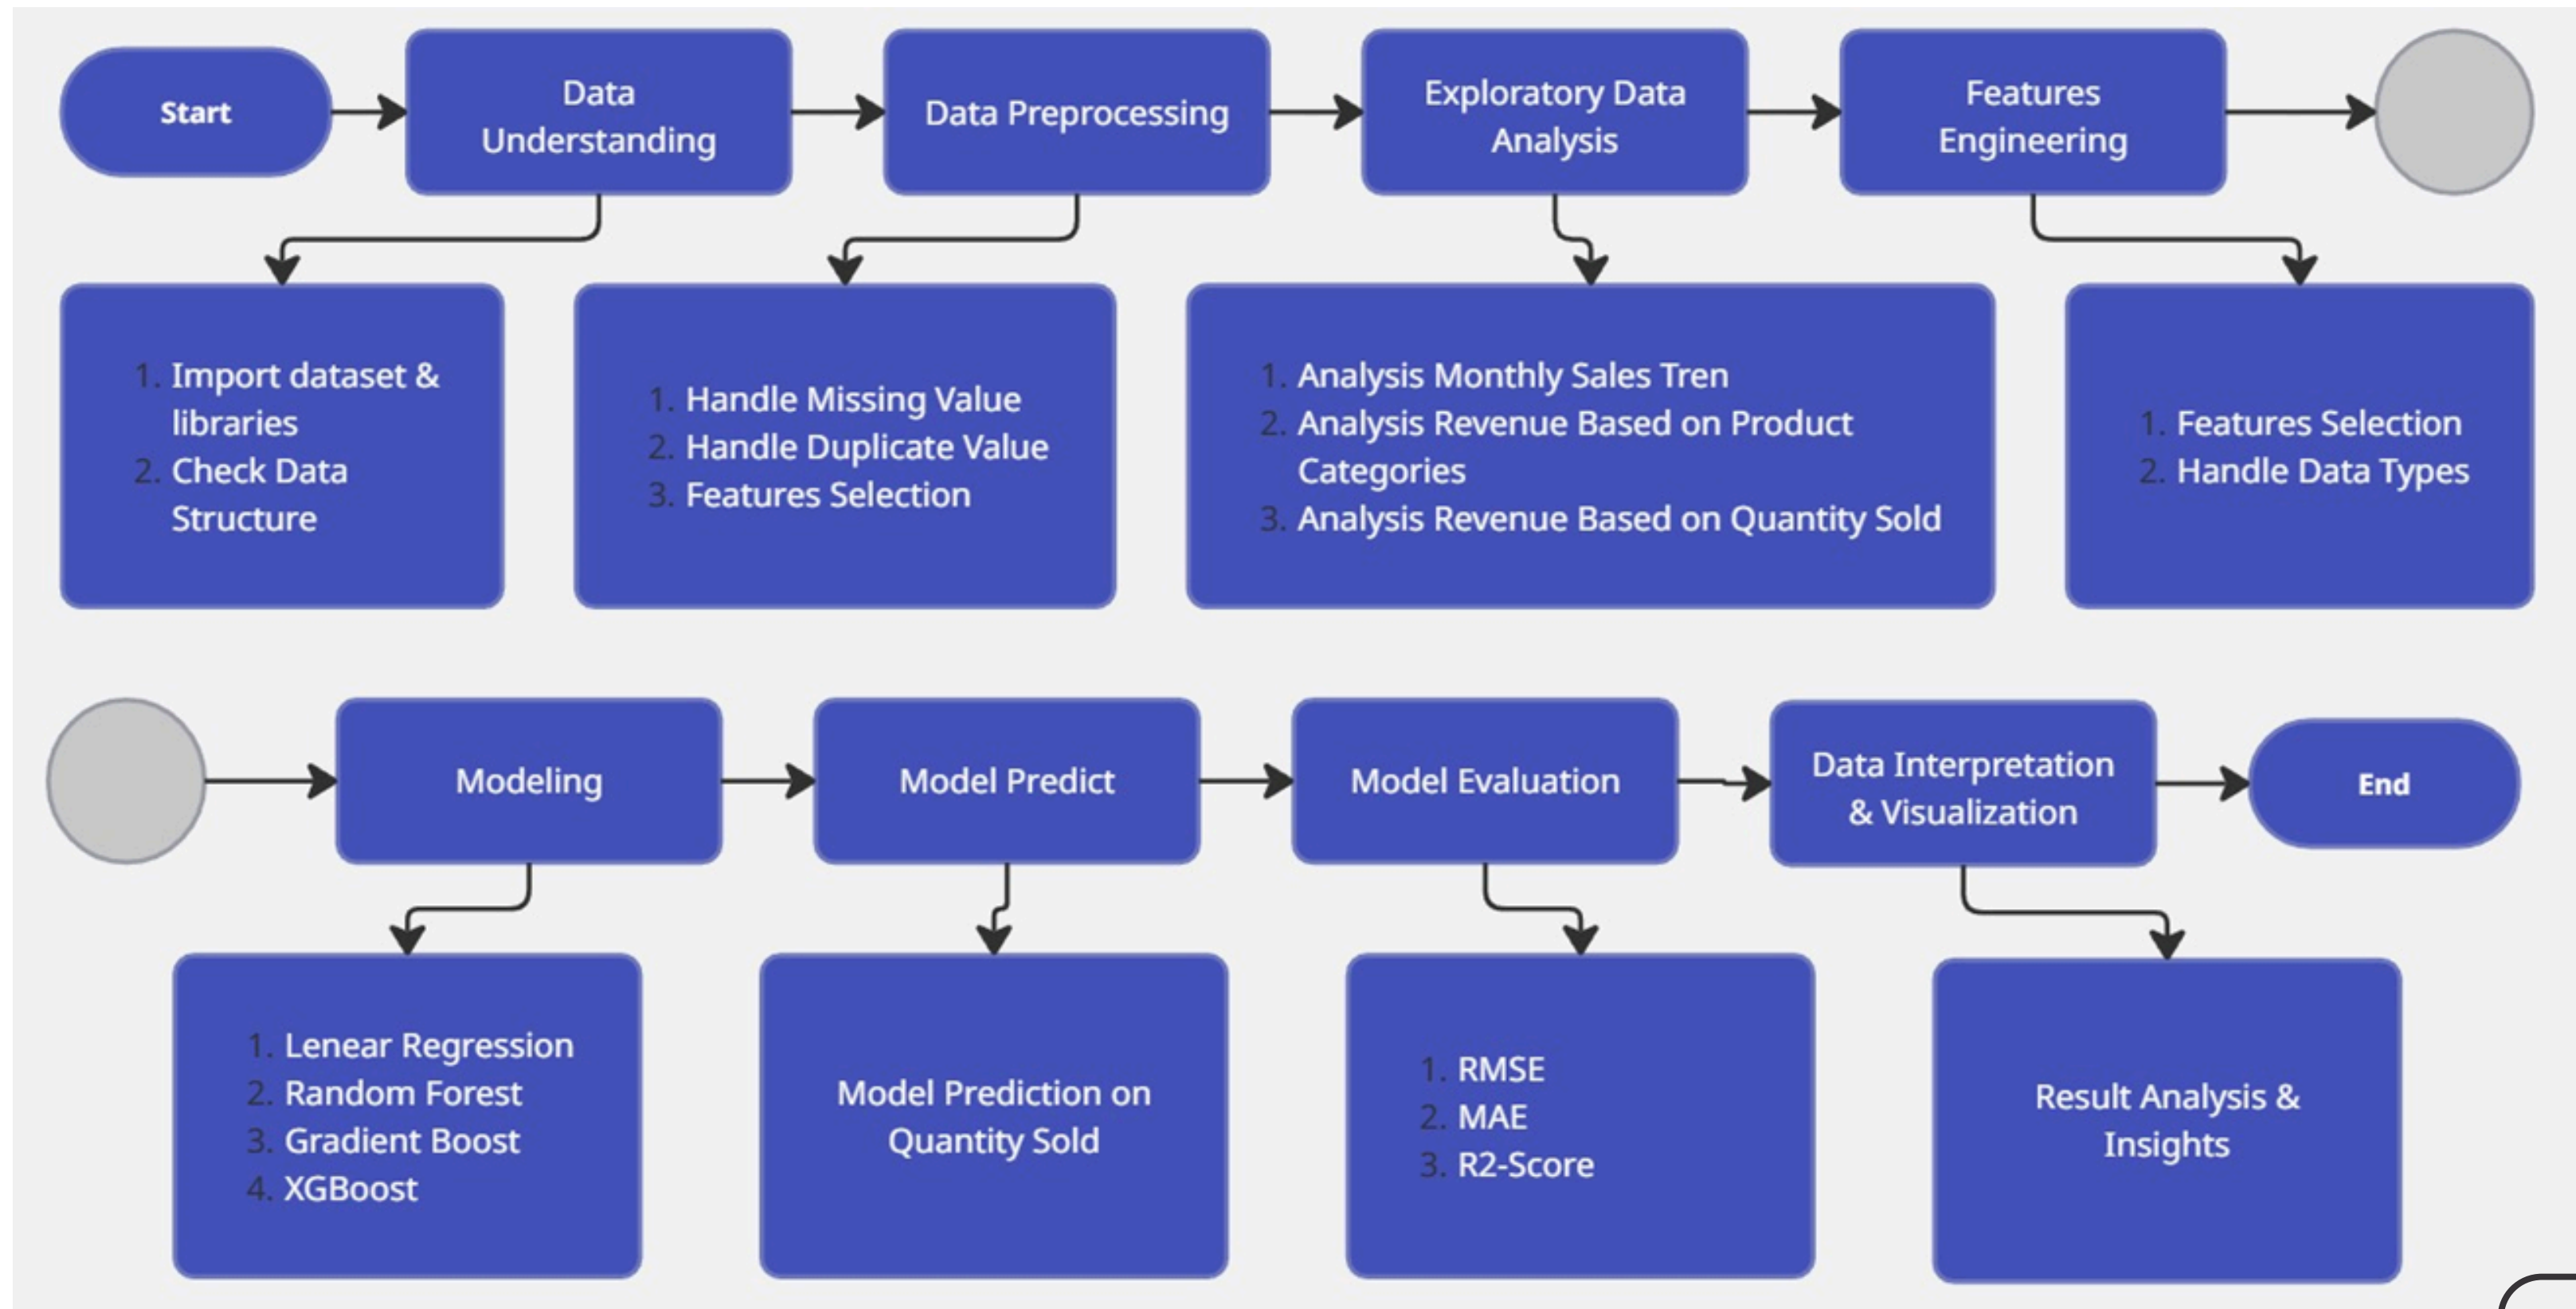 Start
Data
Understanding
Data Preprocessing
Exploratory Data
Analysis
Features
Engineering
1. Import dataset &
libraries
2. Check Data
Structure
1. Handle Missing Value
2. Handle Duplicate Value
3. Features Selection
1. Analysis Monthly Sales Tren
2. Analysis Revenue Based on Product
Categories
3. Analysis Revenue Based on Quantity Sold
1. Features Selection
2. Handle Data Types
Modeling
Model Predict
Model Evaluation
Data Interpretation
& Visualization
End
1. Lenear Regression
2. Random Forest
3. Gradient Boost
4. XGBoost
Model Prediction on
Quantity Sold
1. RMSE
2. MAE
3. R2-Score
Result Analysis &
Insights